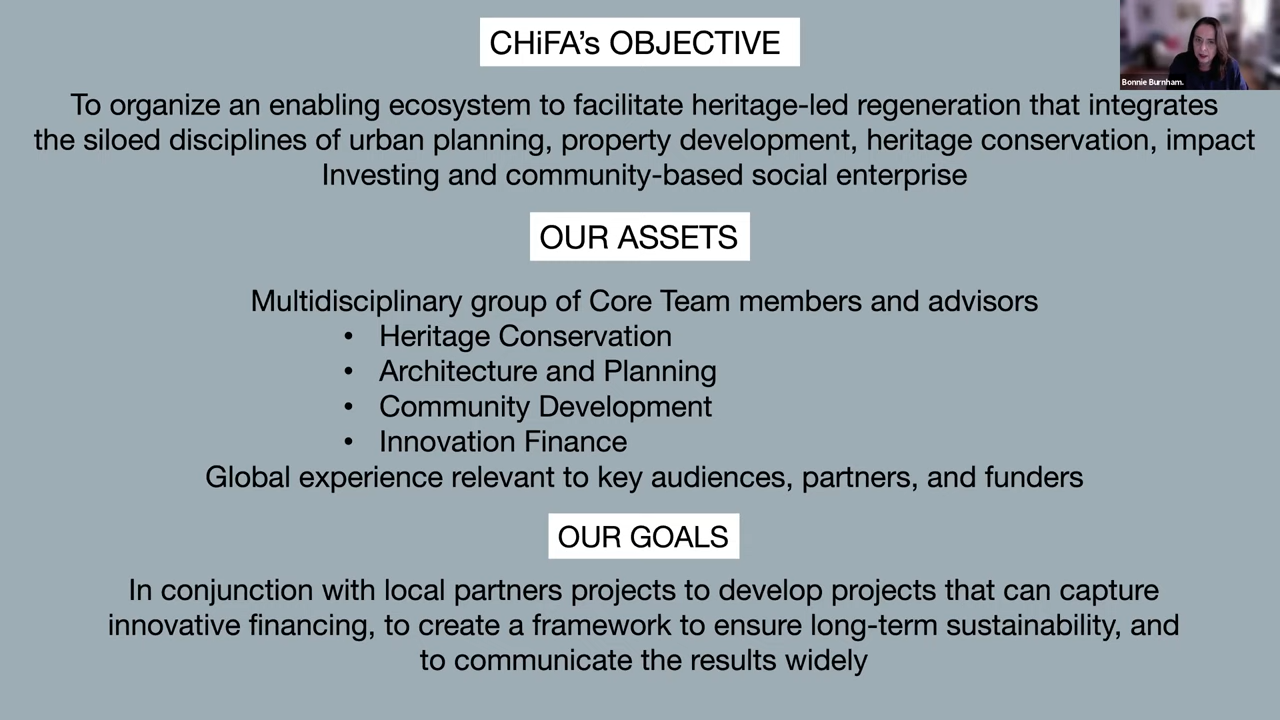 CHiFA's OBJECTIVE
Bonnie Burnham.
To organize an enabling ecosystem to facilitate heritage-led regeneration that integrates
the siloed disciplines of urban planning, property development, heritage conservation, impact
Investing and community-based social enterprise
OUR ASSETS
Multidisciplinary group of Core Team members and advisors
• Heritage Conservation
• Architecture and Planning
• Community Development
• Innovation Finance
Global experience relevant to key audiences, partners, and funders
OUR GOALS
In conjunction with local partners projects to develop projects that can capture
innovative financing, to create a framework to ensure long-term sustainability, and
to communicate the results widely